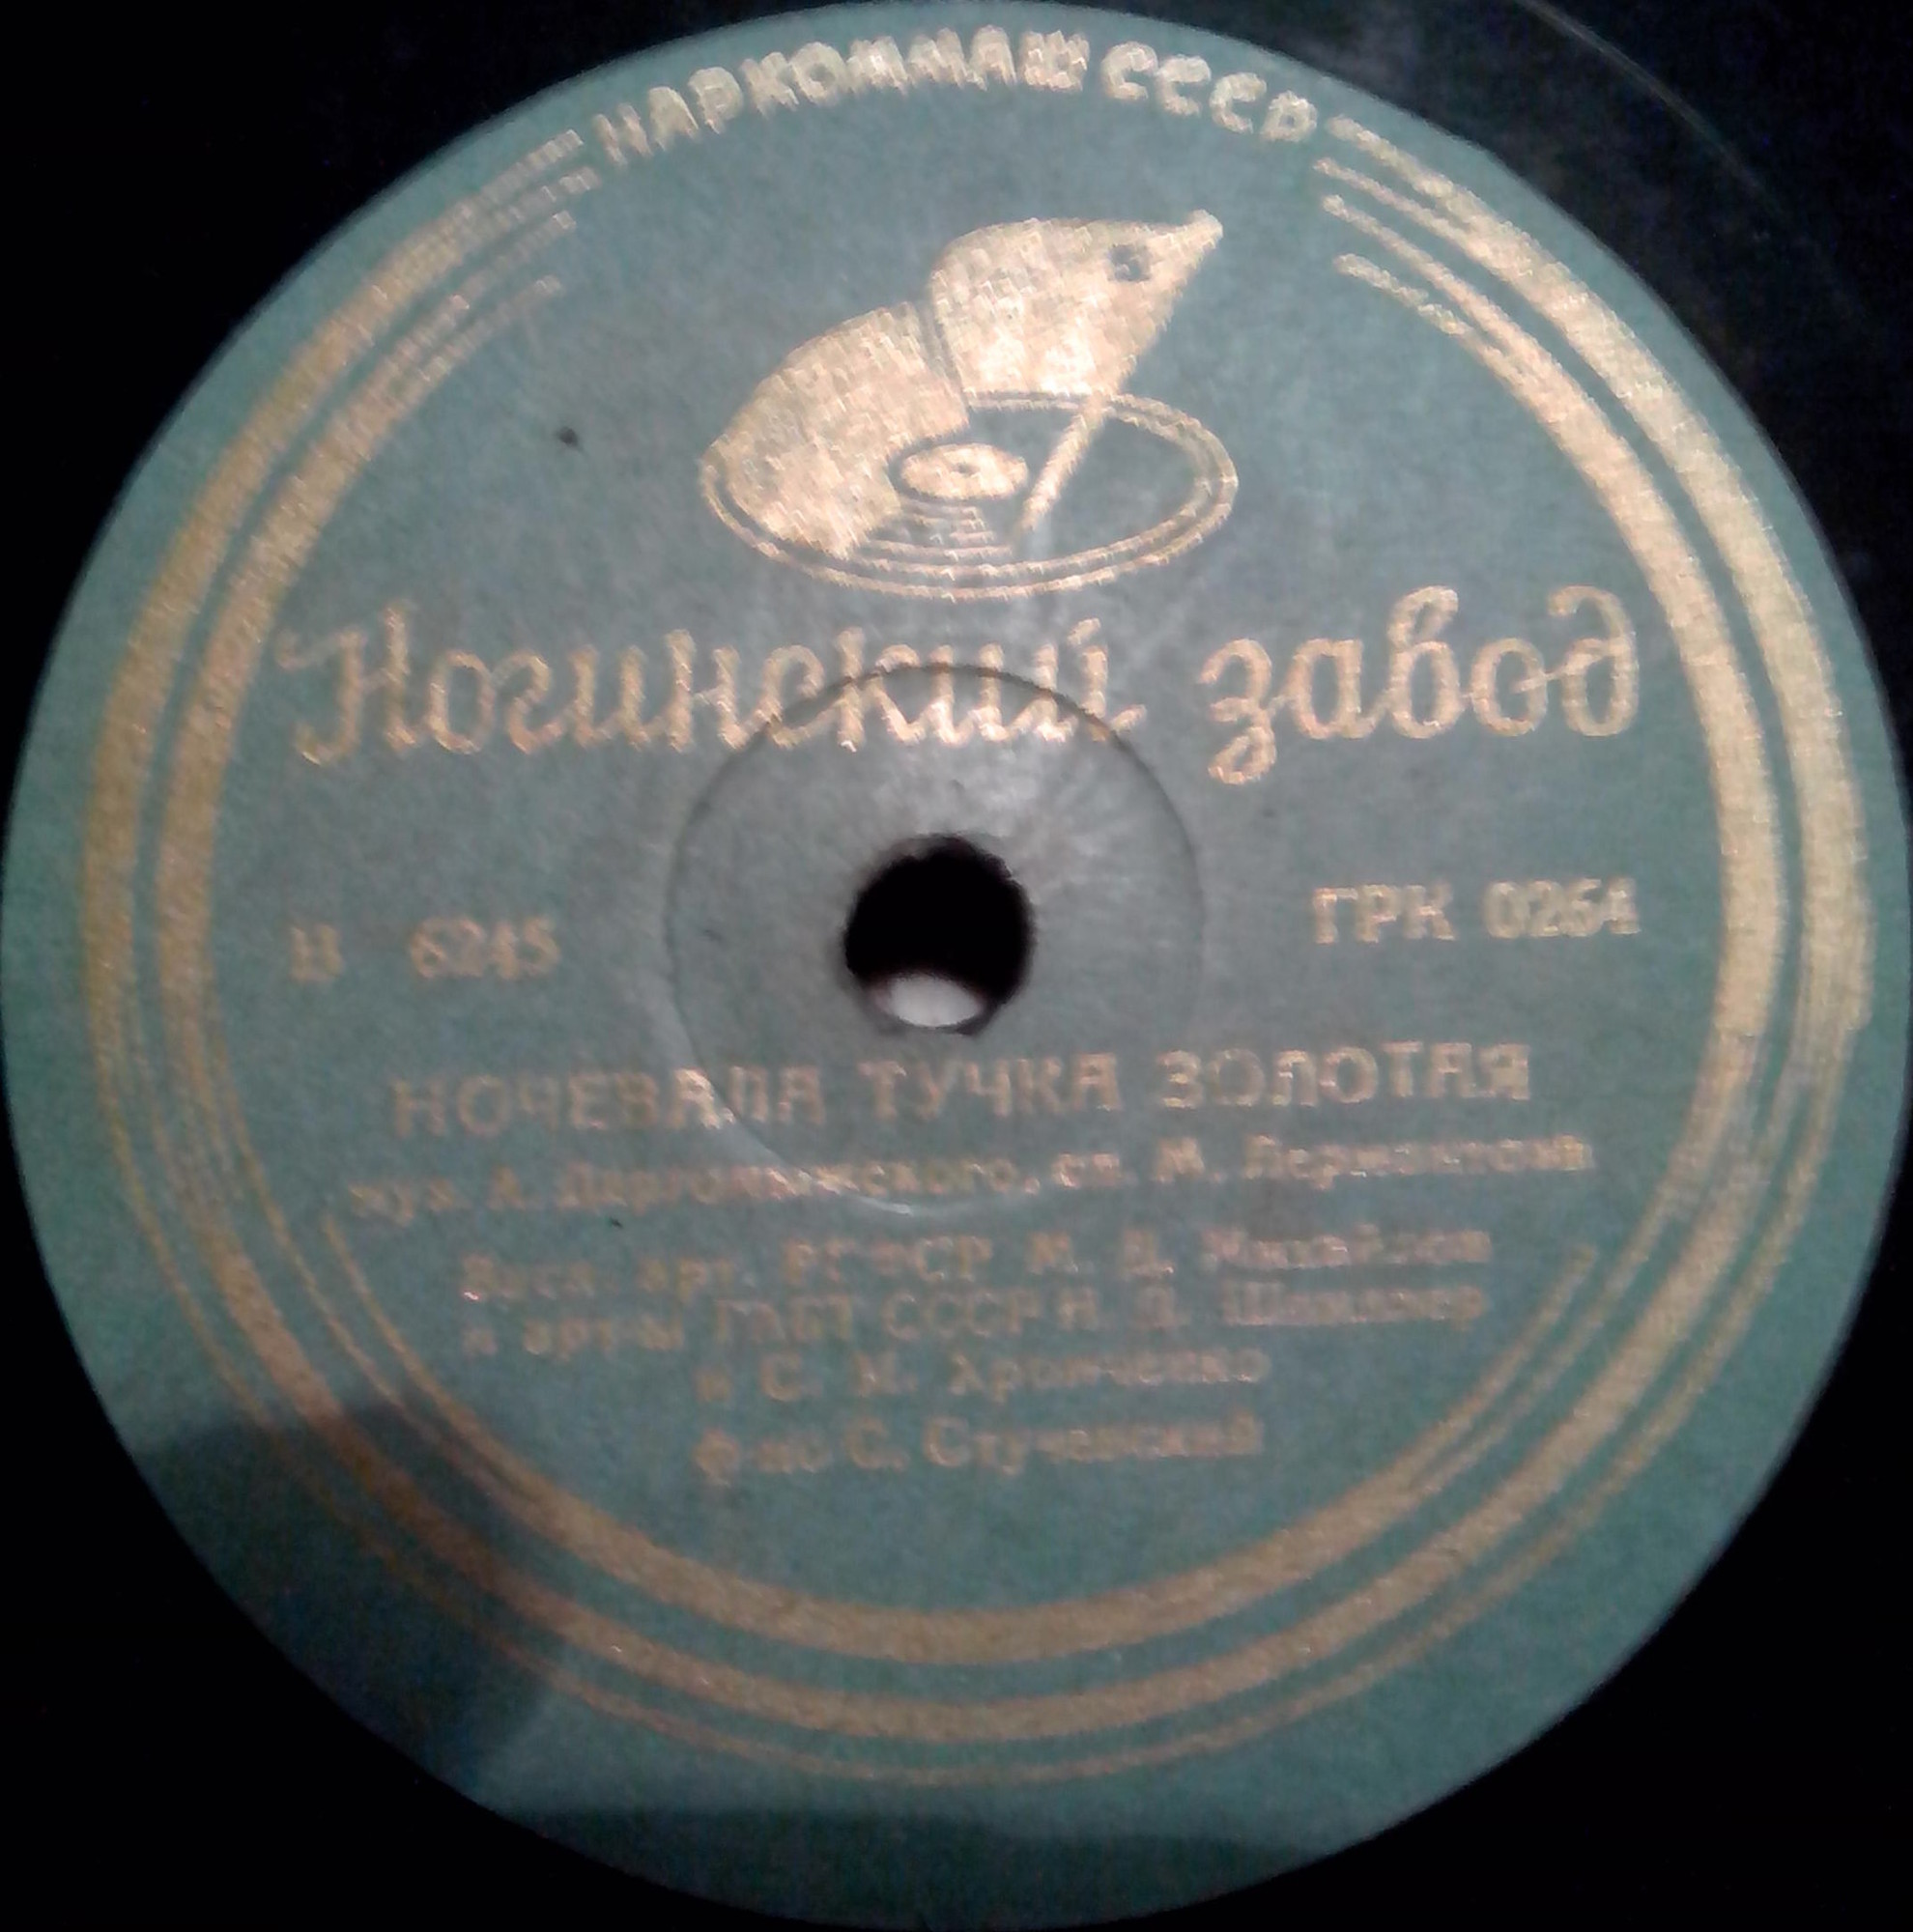 НАРКОММАШ СССР
Ногинский завод
В 6245
ГРК 0264
НОЧЕВАЛА ТУЧКА ЗОЛОТАЯ
муз. А. Даргомыжского, сл. М. Лермонтова
Засл. арт. РСФСР М. Д. Михайлов
и арт-ы ГАБТ СССР Н. Д. Шпиллер
и С. М. Хромченко
ф-но С. Стучевский